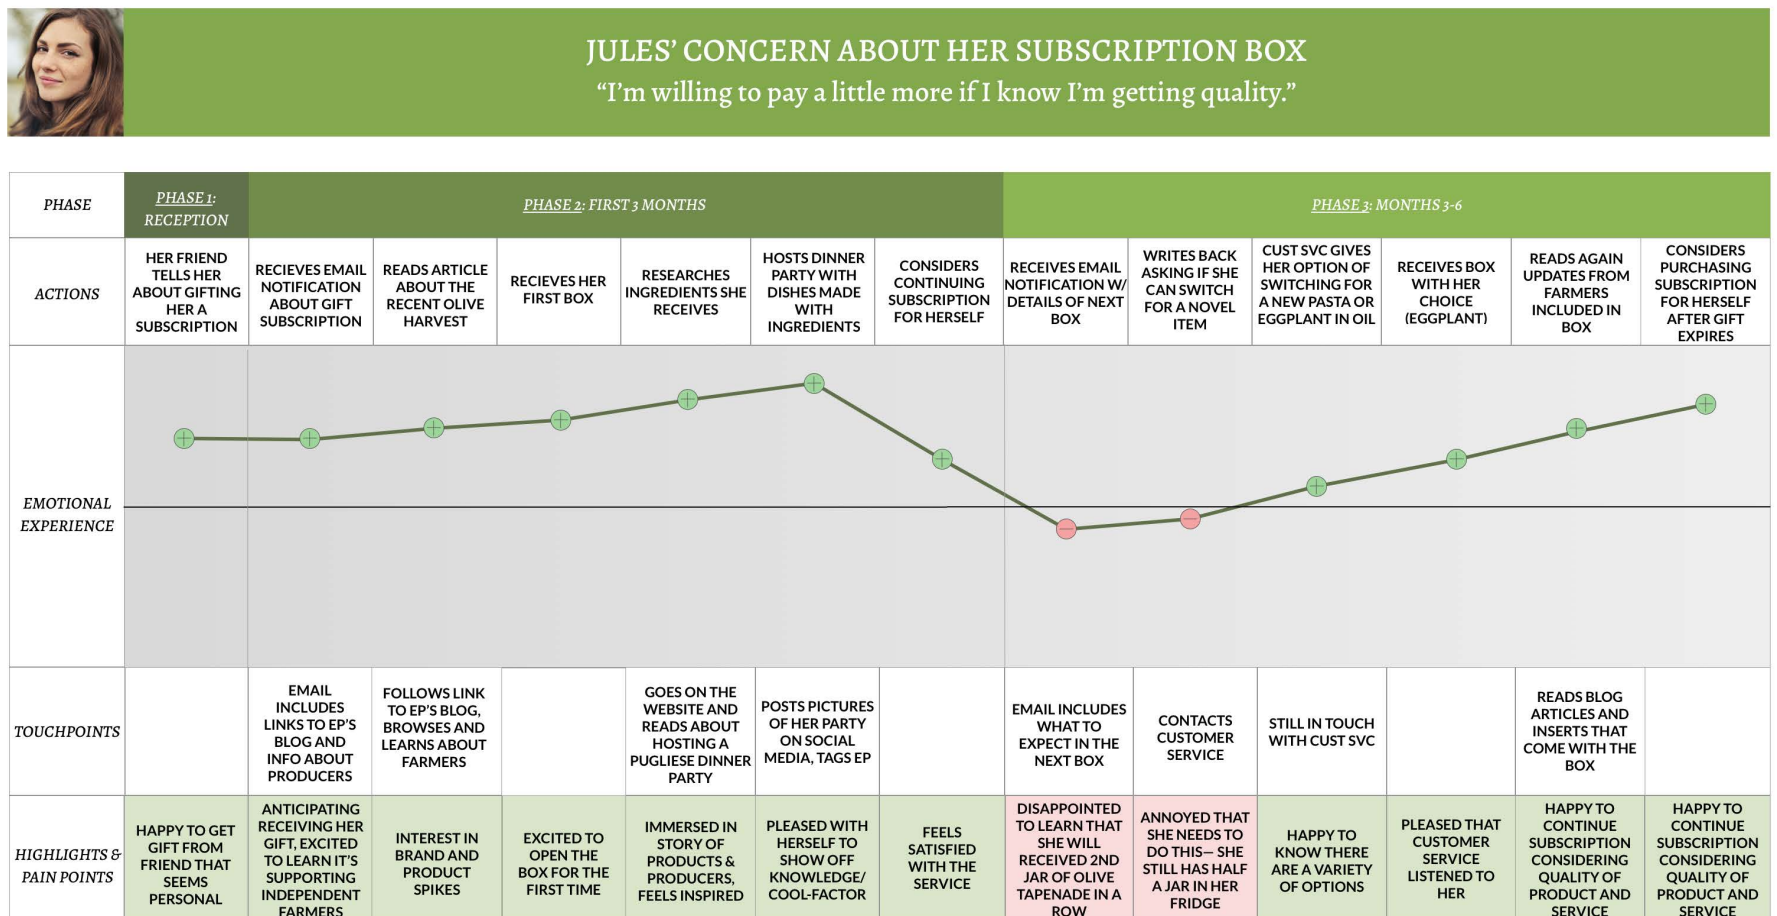 JULES’ CONCERN ABOUT HER SUBSCRIPTION BOX
“I’m willing to pay a little more if I know I’m getting quality.”
PHASE
PHASE 1:
RECEPTION
PHASE 2: FIRST 3 MONTHS
PHASE 3: MONTHS 3-6
ACTIONS
HER FRIEND
TELLS HER
ABOUT GIFTING
HER A
SUBSCRIPTION
RECIEVES EMAIL
NOTIFICATION
ABOUT GIFT
SUBSCRIPTION
READS ARTICLE
ABOUT THE
RECENT OLIVE
HARVEST
RECIEVES HER
FIRST BOX
RESEARCHES
INGREDIENTS SHE
RECEIVES
HOSTS DINNER
PARTY WITH
DISHES MADE
WITH
INGREDIENTS
CONSIDERS
CONTINUING
SUBSCRIPTION
FOR HERSELF
RECEIVES EMAIL
NOTIFICATION W/
DETAILS OF NEXT
BOX
WRITES BACK
ASKING IF SHE
CAN SWITCH
FOR A NOVEL
ITEM
CUST SVC GIVES
HER OPTION OF
SWITCHING FOR
A NEW PASTA OR
EGGPLANT IN OIL
RECEIVES BOX
WITH HER
CHOICE
(EGGPLANT)
READS AGAIN
UPDATES FROM
FARMERS
INCLUDED IN
BOX
CONSIDERS
PURCHASING
SUBSCRIPTION
FOR HERSELF
AFTER GIFT
EXPIRES
EMOTIONAL
EXPERIENCE
TOUCHPOINTS
EMAIL
INCLUDES
LINKS TO EP’S
BLOG AND
INFO ABOUT
PRODUCERS
FOLLOWS LINK
TO EP’S BLOG,
BROWSES AND
LEARNS ABOUT
FARMERS
GOES ON THE
WEBSITE AND
READS ABOUT
HOSTING A
PUGLIESE DINNER
PARTY
POSTS PICTURES
OF HER PARTY
ON SOCIAL
MEDIA, TAGS EP
EMAIL INCLUDES
WHAT TO
EXPECT IN THE
NEXT BOX
CONTACTS
CUSTOMER
SERVICE
STILL IN TOUCH
WITH CUST SVC
READS BLOG
ARTICLES AND
INSERTS THAT
COME WITH THE
BOX
HIGHLIGHTS &
PAIN POINTS
HAPPY TO GET
GIFT FROM
FRIEND THAT
SEEMS
PERSONAL
ANTICIPATING
RECEIVING HER
GIFT, EXCITED
TO LEARN IT’S
SUPPORTING
INDEPENDENT
FARMERS
INTEREST IN
BRAND AND
PRODUCT
SPIKES
EXCITED TO
OPEN THE
BOX FOR THE
FIRST TIME
IMMERSED IN
STORY OF
PRODUCTS &
PRODUCERS,
FEELS INSPIRED
PLEASED WITH
HERSELF TO
SHOW OFF
KNOWLEDGE/
COOL-FACTOR
FEELS
SATISFIED
WITH THE
SERVICE
DISAPPOINTED
TO LEARN THAT
SHE WILL
RECEIVED 2ND
JAR OF OLIVE
TAPENADE IN A
ROW
ANNOYED THAT
SHE NEEDS TO
DO THIS— SHE
STILL HAS HALF
A JAR IN HER
FRIDGE
HAPPY TO
KNOW THERE
ARE A VARIETY
OF OPTIONS
PLEASED THAT
CUSTOMER
SERVICE
LISTENED TO
HER
HAPPY TO
CONTINUE
SUBSCRIPTION
CONSIDERING
QUALITY OF
PRODUCT AND
SERVICE
HAPPY TO
CONTINUE
SUBSCRIPTION
CONSIDERING
QUALITY OF
PRODUCT AND
SERVICE